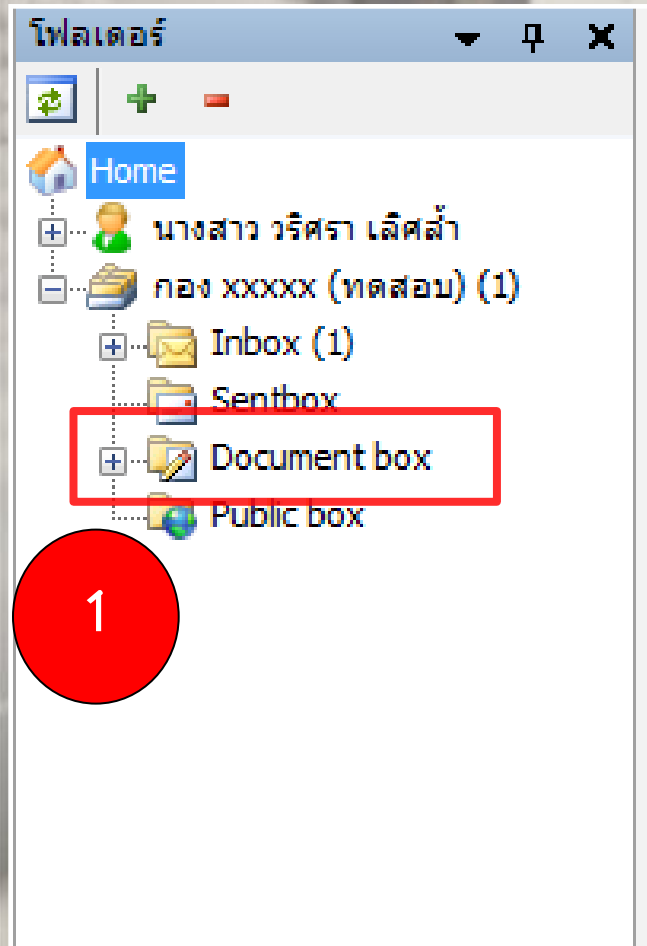 โฟลเดอร์
Home
นางสาว วริศรา เลิศล้ำ
กอง xxxxx (ทดสอบ) (1)
Inbox (1)
Sentbox
Document box
Public box
1